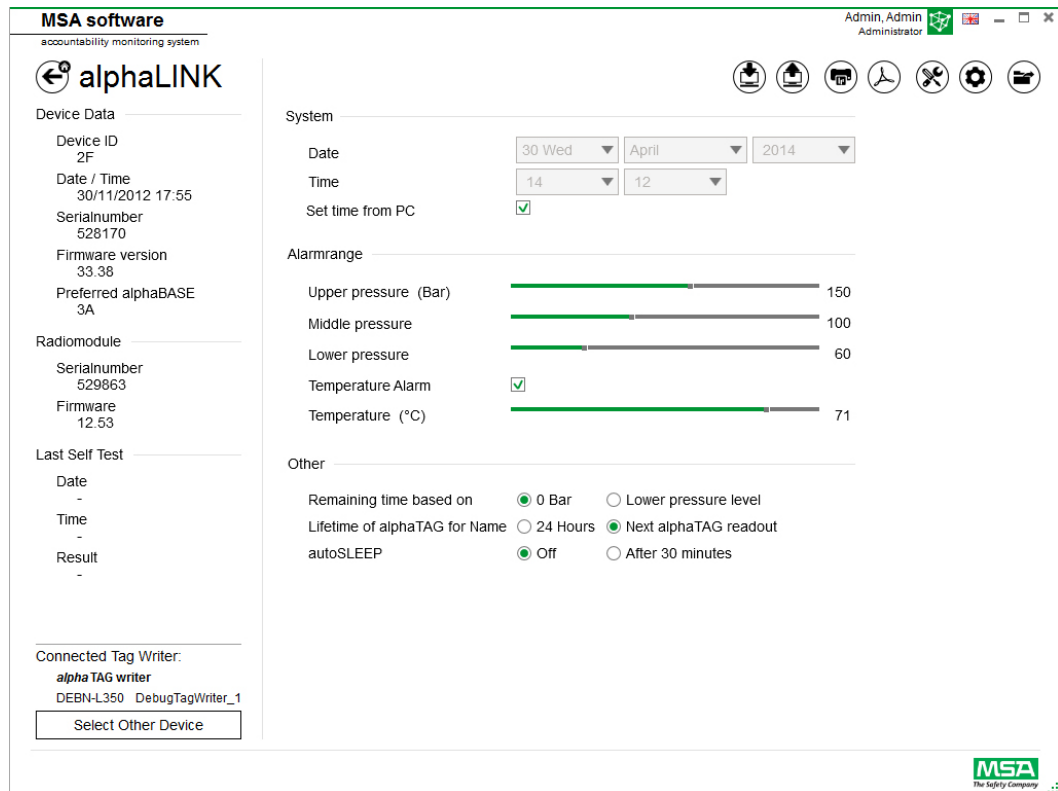 MSA software
accountability monitoring system
Admin, Admin
Administrator
alphaLINK
Device Data
Device ID
2F
Date / Time
30/11/2012 17:55
Serialnumber
528170
Firmware version
33.38
Preferred alphaBASE
3A
Radiomodule
Serialnumber
529863
Firmware
12.53
Last Self Test
Date
-
Time
-
Result
-
Connected Tag Writer:
alpha TAG writer
DEBN-L350 DebugTagWriter_1
Select Other Device
System
Date 30 Wed April 2014
Time 14 12
Set time from PC
Alarmrange
Upper pressure (Bar) 150
Middle pressure 100
Lower pressure 60
Temperature Alarm
Temperature (°C) 71
Other
Remaining time based on 0 Bar Lower pressure level
Lifetime of alphaTAG for Name 24 Hours Next alphaTAG readout
autoSLEEP Off After 30 minutes
MSA
The Safety Company